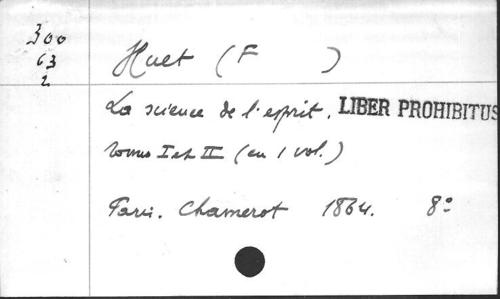 300
63
2
Huet (F )
La science de l'esprit. LIBER PROHIBITUS
tomes I et II (en 1 vol.)
Paris. Chamerot 1864. 8°